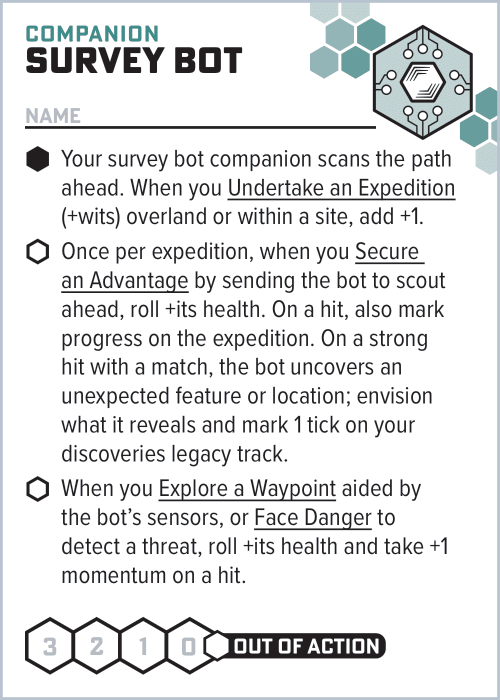 COMPANION
SURVEY BOT
NAME
Your survey bot companion scans the path
ahead. When you Undertake an Expedition
(+wits) overland or within a site, add +1.
Once per expedition, when you Secure
an Advantage by sending the bot to scout
ahead, roll +its health. On a hit, also mark
progress on the expedition. On a strong
hit with a match, the bot uncovers an
unexpected feature or location; envision
what it reveals and mark 1 tick on your
discoveries legacy track.
When you Explore a Waypoint aided by
the bot’s sensors, or Face Danger to
detect a threat, roll +its health and take +1
momentum on a hit.
3 2 1 0 OUT OF ACTION